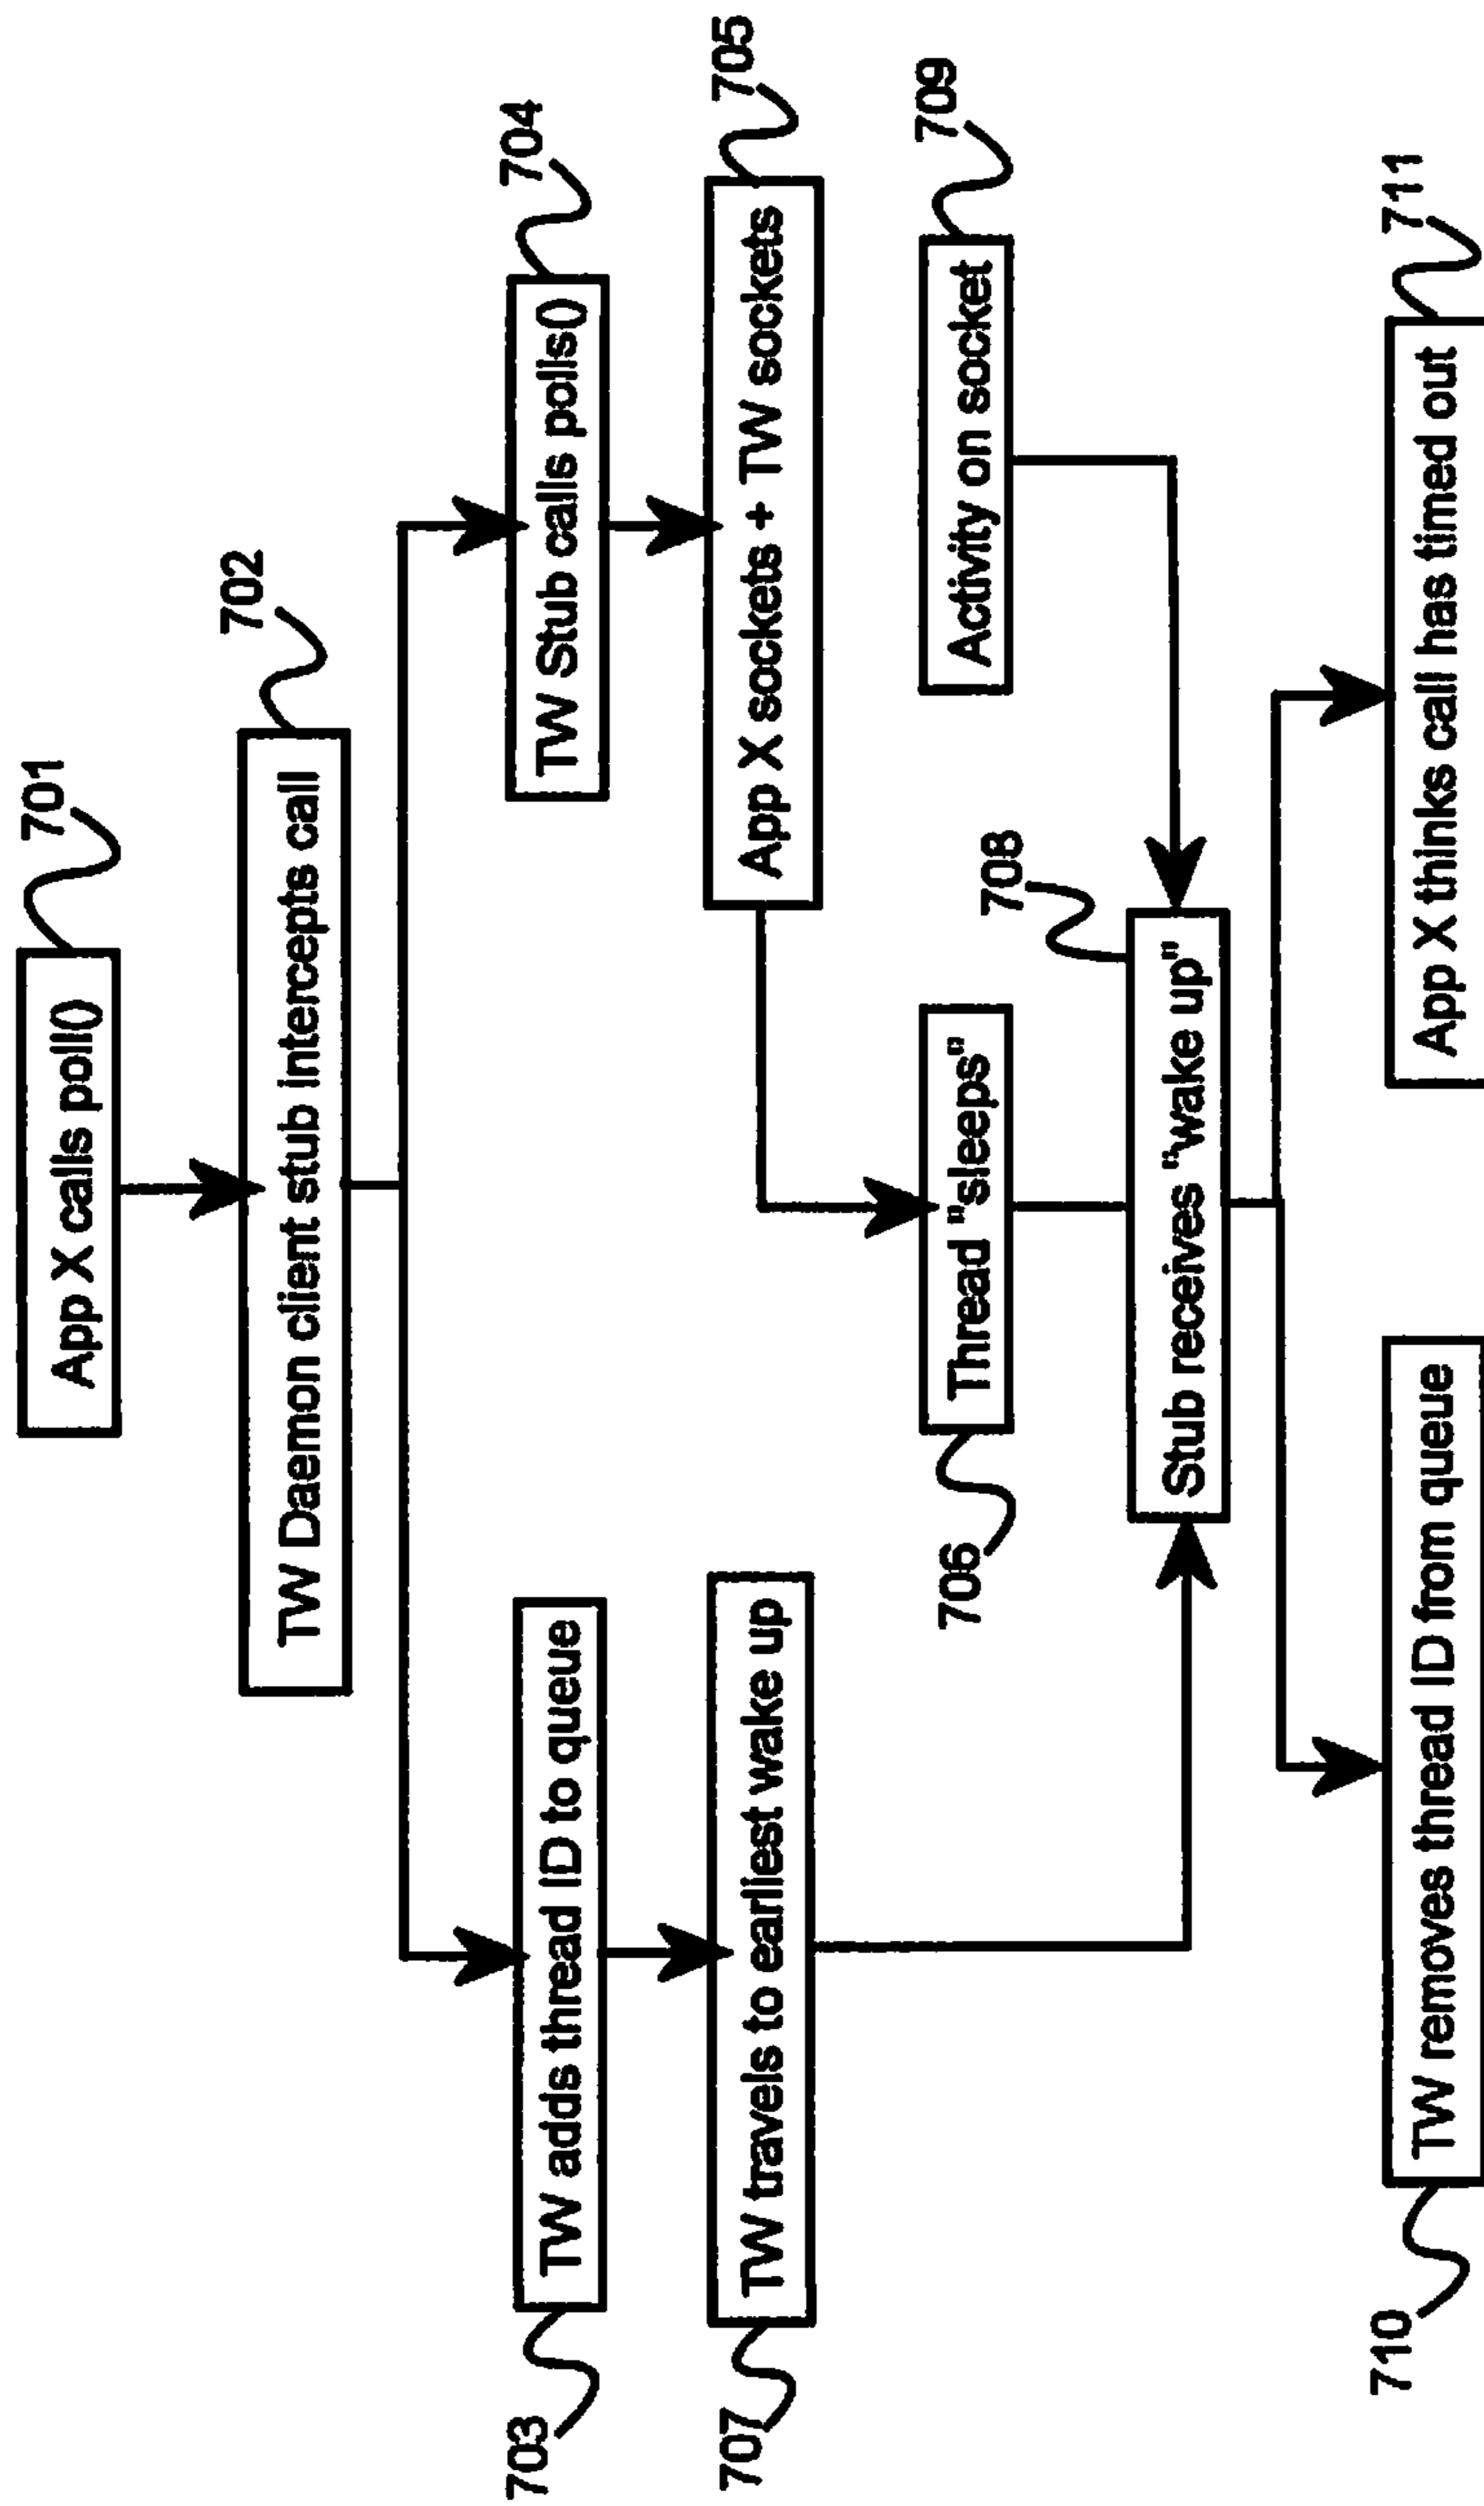 701
App X calls poll()
702
TW Daemon client stub intercepts call
703
TW adds thread ID to queue
704
TW Stub calls polls()
707
TW travels to earliest wake up
705
App X sockets + TW sockets
706
Thread "sleeps"
709
Activity on socket
708
Stub receives "wake up"
710
TW removes thread ID from queue
711
App X thinks call has timed out